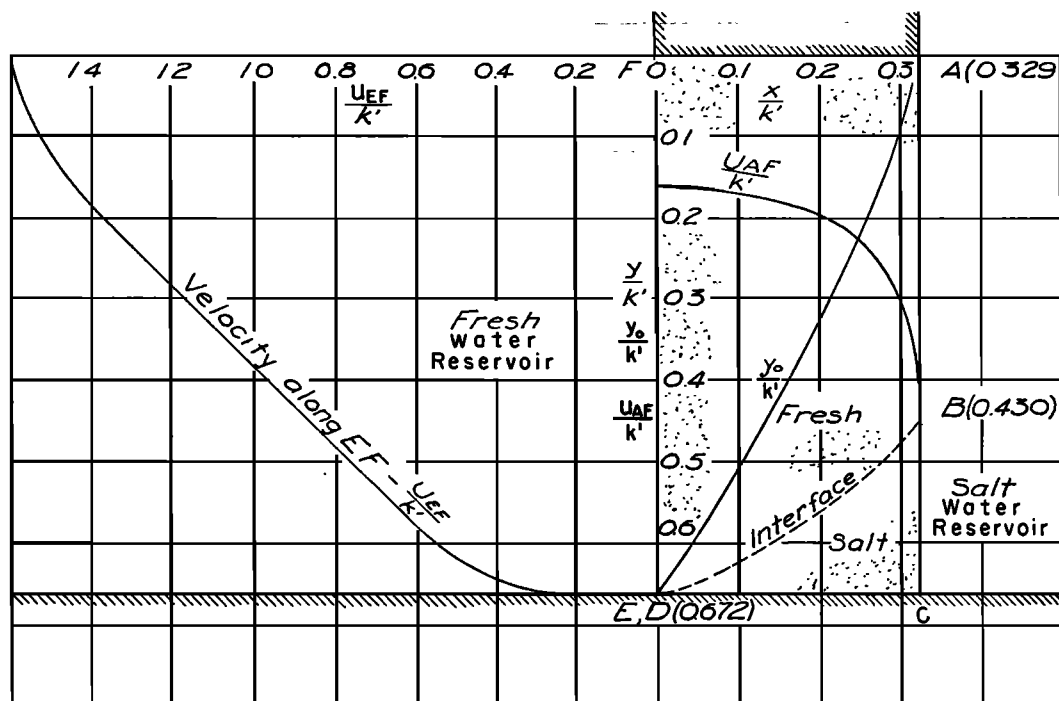 1.4 1.2 1.0 0.8 0.6 0.4 0.2 F 0 0.1 0.2 0.3 A(0.329
U_EF/k'
x/k'
0.1
U_AF/k'
0.2
y/k'
0.3
Fresh
Water
Reservoir
y_o/k'
0.4
y_o/k'
U_AF/k'
Fresh
B(0.430)
Velocity along EF - U_EF/k'
0.5
Interface
Salt
Water
Reservoir
0.6
Salt
E,D(0.672)
C